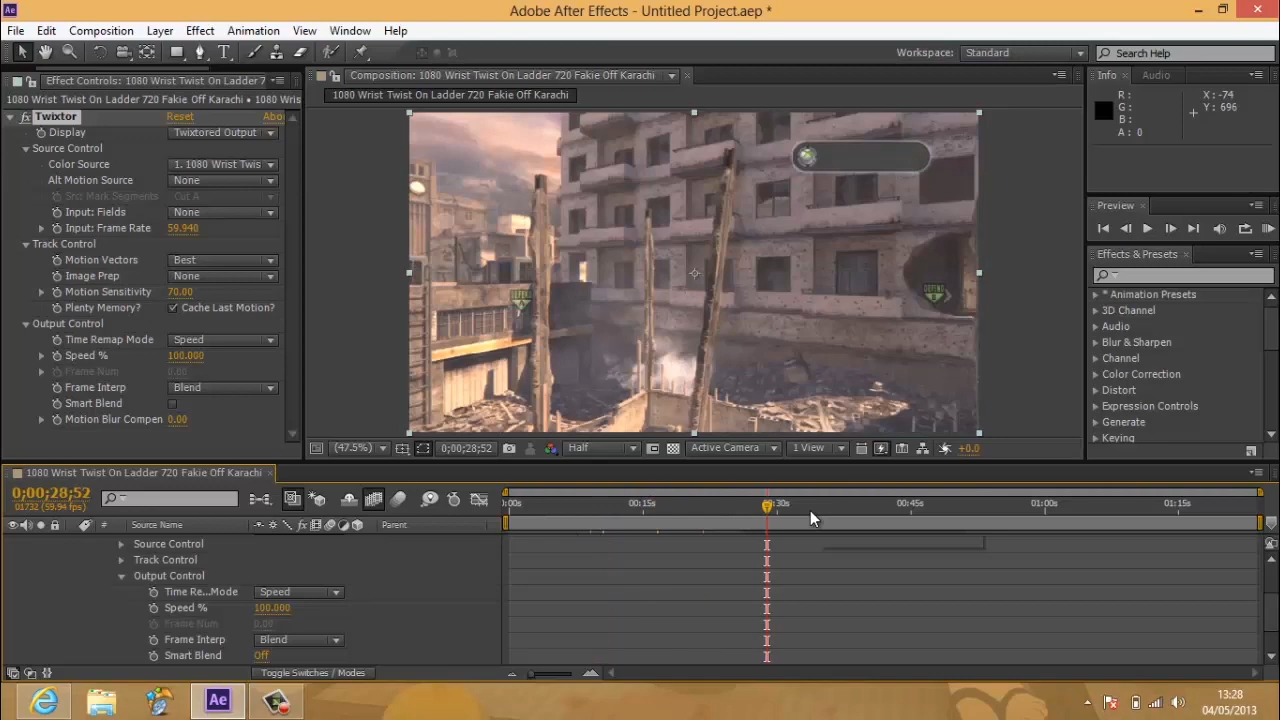 Adobe After Effects - Untitled Project.aep *
File Edit Composition Layer Effect Animation View Window Help
Workspace: Standard Search Help
Effect Controls: 1080 Wrist Twist On Ladder 7
1080 Wrist Twist On Ladder 720 Fakie Off Karachi • 1080 Wris
fx Twixtor Reset Abo
Display Twixtored Output
Source Control
Color Source 1. 1080 Wrist Twis
Alt Motion Source None
Src: Mark Segments Cut A
Input: Fields None
Input: Frame Rate 59.940
Track Control
Motion Vectors Best
Image Prep None
Motion Sensitivity 70.00
Plenty Memory? Cache Last Motion?
Output Control
Time Remap Mode Speed
Speed % 100.000
Frame Num 0.00
Frame Interp Blend
Smart Blend
Motion Blur Compen 0.00
Composition: 1080 Wrist Twist On Ladder 720 Fakie Off Karachi
1080 Wrist Twist On Ladder 720 Fakie Off Karachi
DEFEND
A
DEFEND
B
(47.5%) 0;00;28;52 Half Active Camera 1 View +0.0
Info Audio
R :
G :
B :
A : 0
X : -74
Y : 696
Preview
Effects & Presets
* Animation Presets
3D Channel
Audio
Blur & Sharpen
Channel
Color Correction
Distort
Expression Controls
Generate
Keying
1080 Wrist Twist On Ladder 720 Fakie Off Karachi
0;00;28;52
01732 (59.94 fps)
:00s 00:15s 00:30s 00:45s 01:00s 01:15s
# Source Name Parent
Source Control
Track Control
Output Control
Time Re...Mode Speed
Speed % 100.000
Frame Num 0.00
Frame Interp Blend
Smart Blend Off
Toggle Switches / Modes
Ae
13:28
04/05/2013